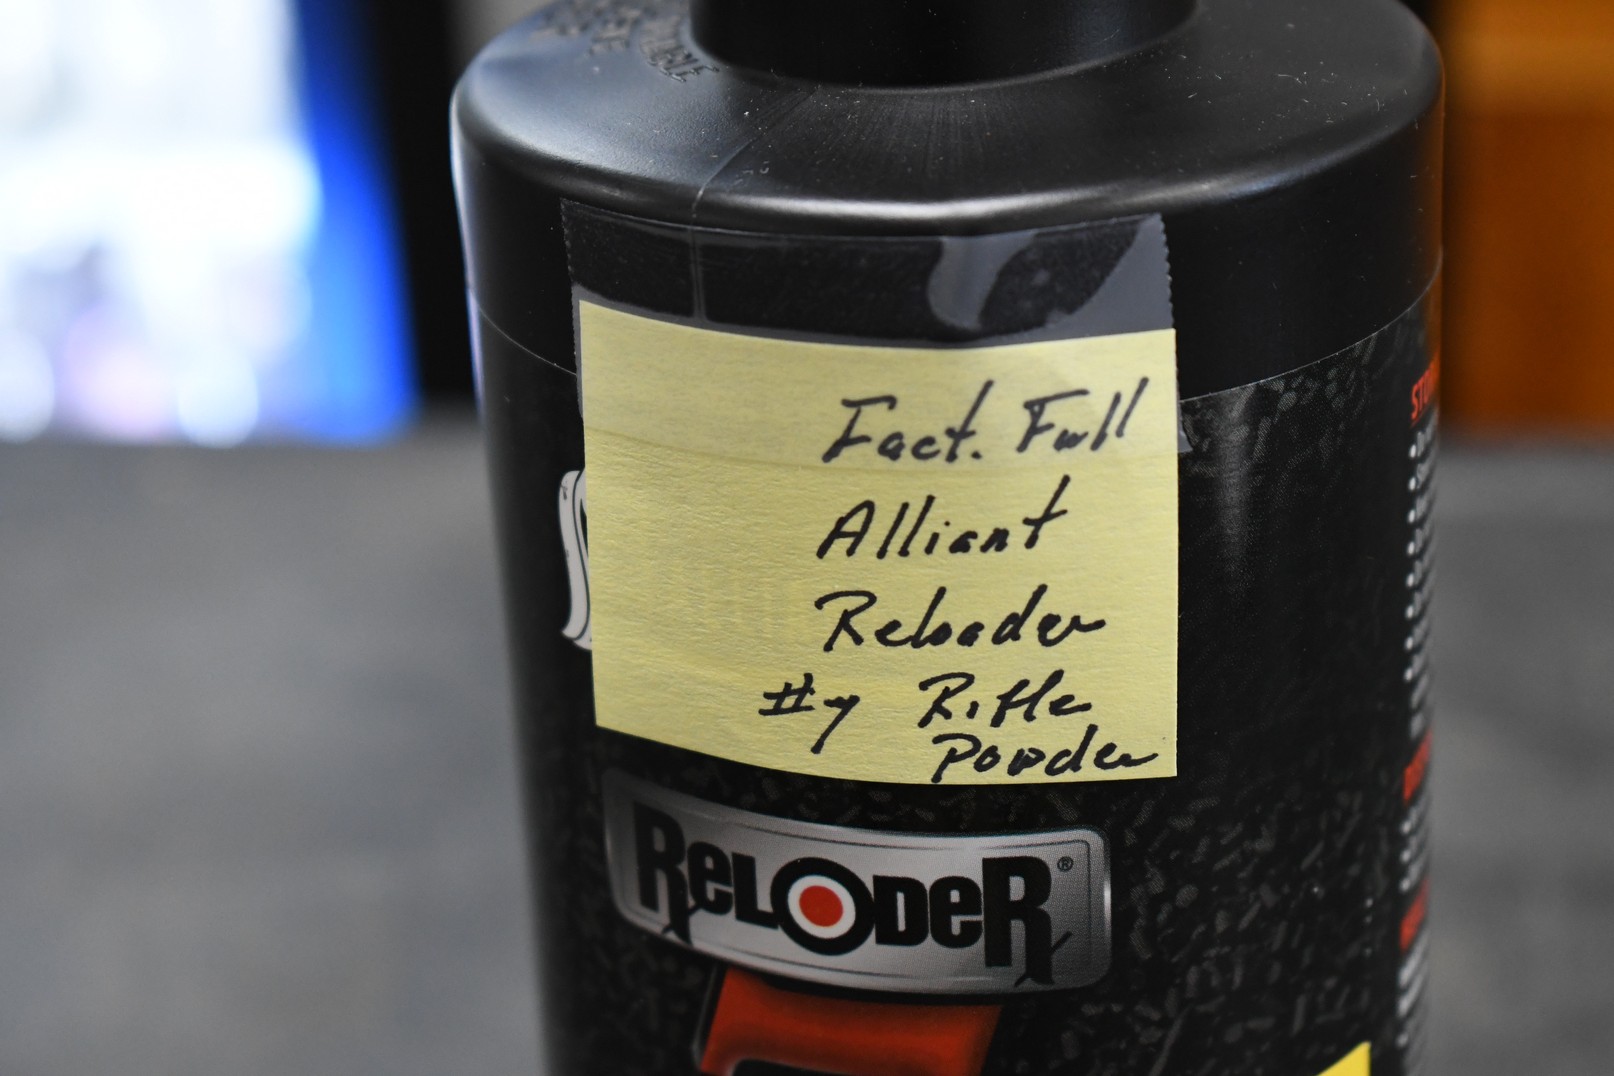 Fact. Full
Alliant
Reloader
#7 Rifle
Powder
RELODER®